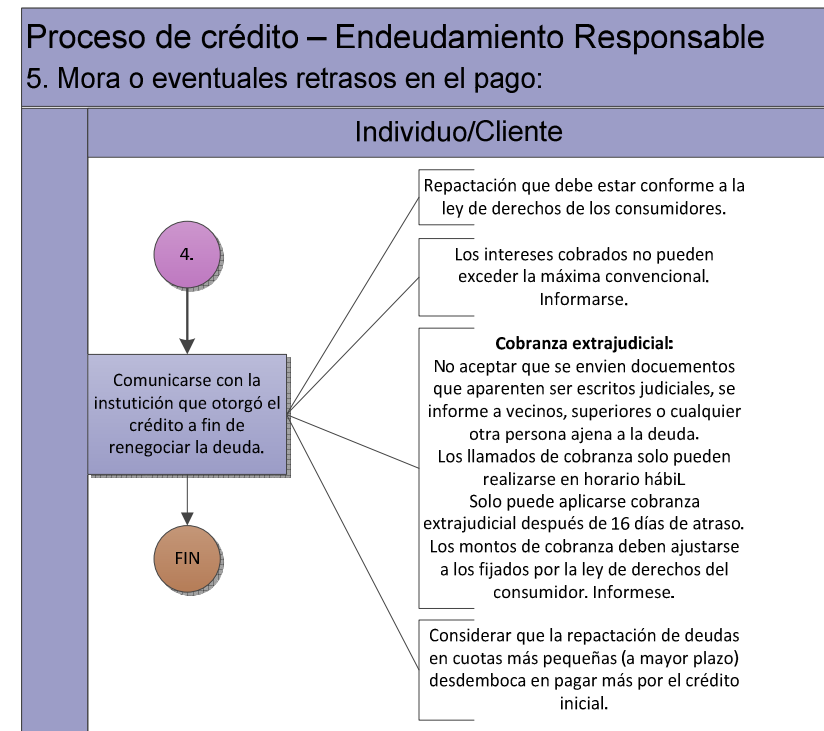 Proceso de crédito – Endeudamiento Responsable
5. Mora o eventuales retrasos en el pago:
Individuo/Cliente
4.
Comunicarse con la
instutición que otorgó el
crédito a fin de
renegociar la deuda.
FIN
Repactación que debe estar conforme a la
ley de derechos de los consumidores.
Los intereses cobrados no pueden
exceder la máxima convencional.
Informarse.
Cobranza extrajudicial:
No aceptar que se envien docuementos
que aparenten ser escritos judiciales, se
informe a vecinos, superiores o cualquier
otra persona ajena a la deuda.
Los llamados de cobranza solo pueden
realizarse en horario hábil.
Solo puede aplicarse cobranza
extrajudicial después de 16 días de atraso.
Los montos de cobranza deben ajustarse
a los fijados por la ley de derechos del
consumidor. Informese.
Considerar que la repactación de deudas
en cuotas más pequeñas (a mayor plazo)
desdemboca en pagar más por el crédito
inicial.